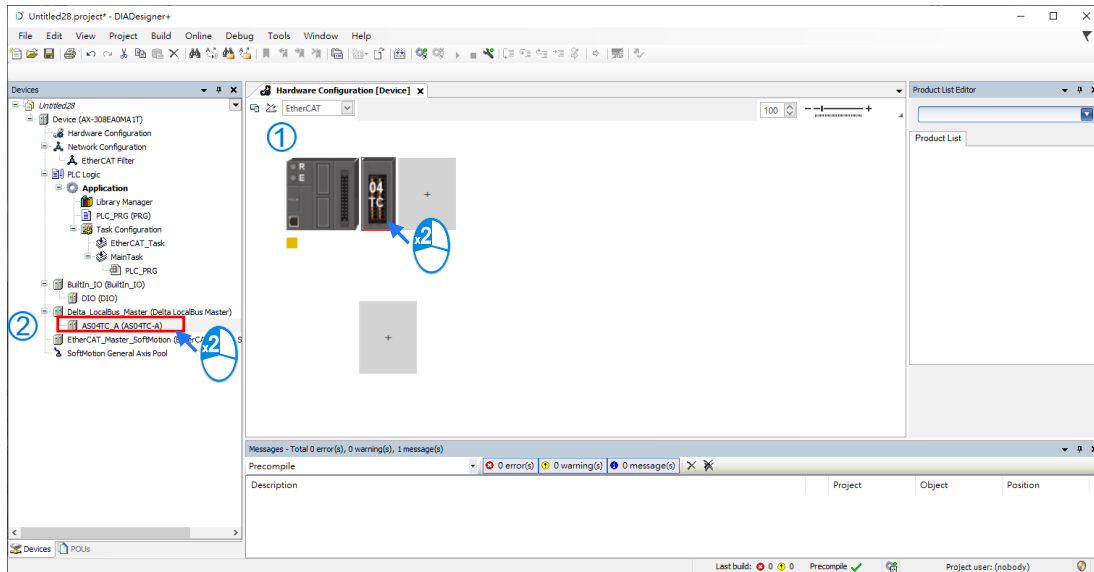 Untitled28.project* - DIADesigner+
File Edit View Project Build Online Debug Tools Window Help
Devices
Untitled28
Device (AX-308EA0MA1T)
Hardware Configuration
Network Configuration
EtherCAT Filter
PLC Logic
Application
Library Manager
PLC_PRG (PRG)
Task Configuration
EtherCAT_Task
MainTask
PLC_PRG
BuiltIn_IO (BuiltIn_IO)
DIO (DIO)
Delta_LocalBus_Master (Delta LocalBus Master)
2
AS04TC_A (AS04TC-A)
x2
EtherCAT_Master_SoftMotion
SoftMotion General Axis Pool
Devices POUs
Hardware Configuration [Device]
EtherCAT
100
1
R
E
04
TC
+
x2
+
Product List Editor
Product List
Messages - Total 0 error(s), 0 warning(s), 1 message(s)
Precompile 0 error(s) 0 warning(s) 0 message(s)
Description Project Object Position
Last build: 0 0 Precompile Project user: (nobody)